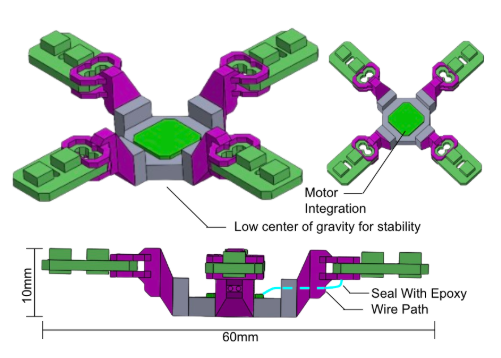 Motor
Integration
Low center of gravity for stability
10mm
Seal With Epoxy
Wire Path
60mm